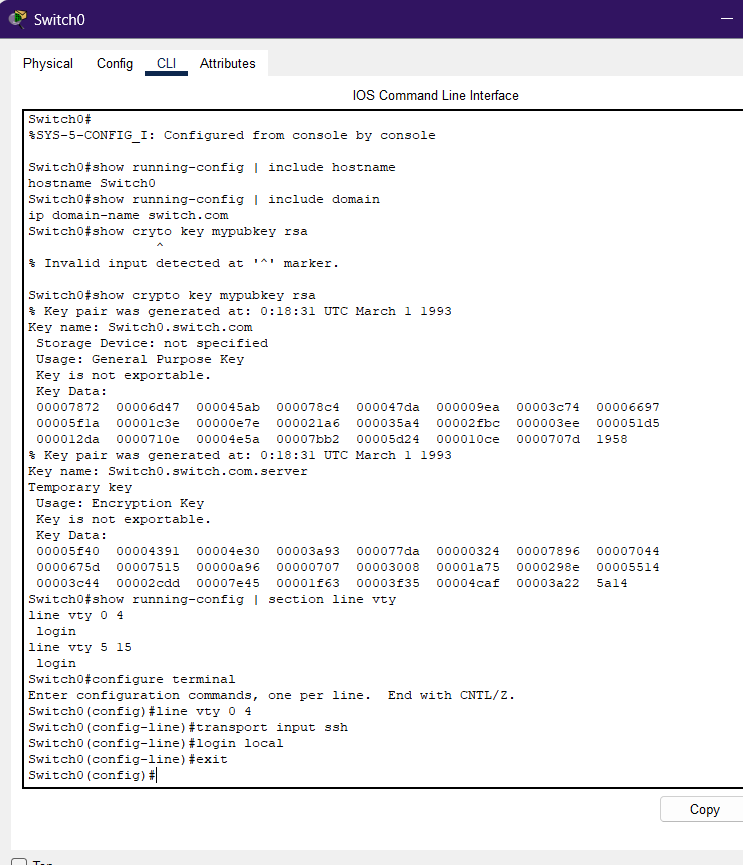 Switch0
Physical Config CLI Attributes
IOS Command Line Interface
Switch0#
%SYS-5-CONFIG_I: Configured from console by console
Switch0#show running-config | include hostname
hostname Switch0
Switch0#show running-config | include domain
ip domain-name switch.com
Switch0#show cryto key mypubkey rsa
^
% Invalid input detected at '^' marker.
Switch0#show crypto key mypubkey rsa
% Key pair was generated at: 0:18:31 UTC March 1 1993
Key name: Switch0.switch.com
Storage Device: not specified
Usage: General Purpose Key
Key is not exportable.
Key Data:
00007872 00006d47 000045ab 000078c4 000047da 000009ea 00003c74 00006697
00005f1a 00001c3e 00000e7e 000021a6 000035a4 00002fbc 000003ee 000051d5
000012da 0000710e 00004e5a 00007bb2 00005d24 000010ce 0000707d 1958
% Key pair was generated at: 0:18:31 UTC March 1 1993
Key name: Switch0.switch.com.server
Temporary key
Usage: Encryption Key
Key is not exportable.
Key Data:
00005f40 00004391 00004e30 00003a93 000077da 00000324 00007896 00007044
0000675d 00007515 00000a96 00000707 00003008 00001a75 0000298e 00005514
00003c44 00002cdd 00007e45 00001f63 00003f35 00004caf 00003a22 5a14
Switch0#show running-config | section line vty
line vty 0 4
login
line vty 5 15
login
Switch0#configure terminal
Enter configuration commands, one per line. End with CNTL/Z.
Switch0(config)#line vty 0 4
Switch0(config-line)#transport input ssh
Switch0(config-line)#login local
Switch0(config-line)#exit
Switch0(config)#
Copy